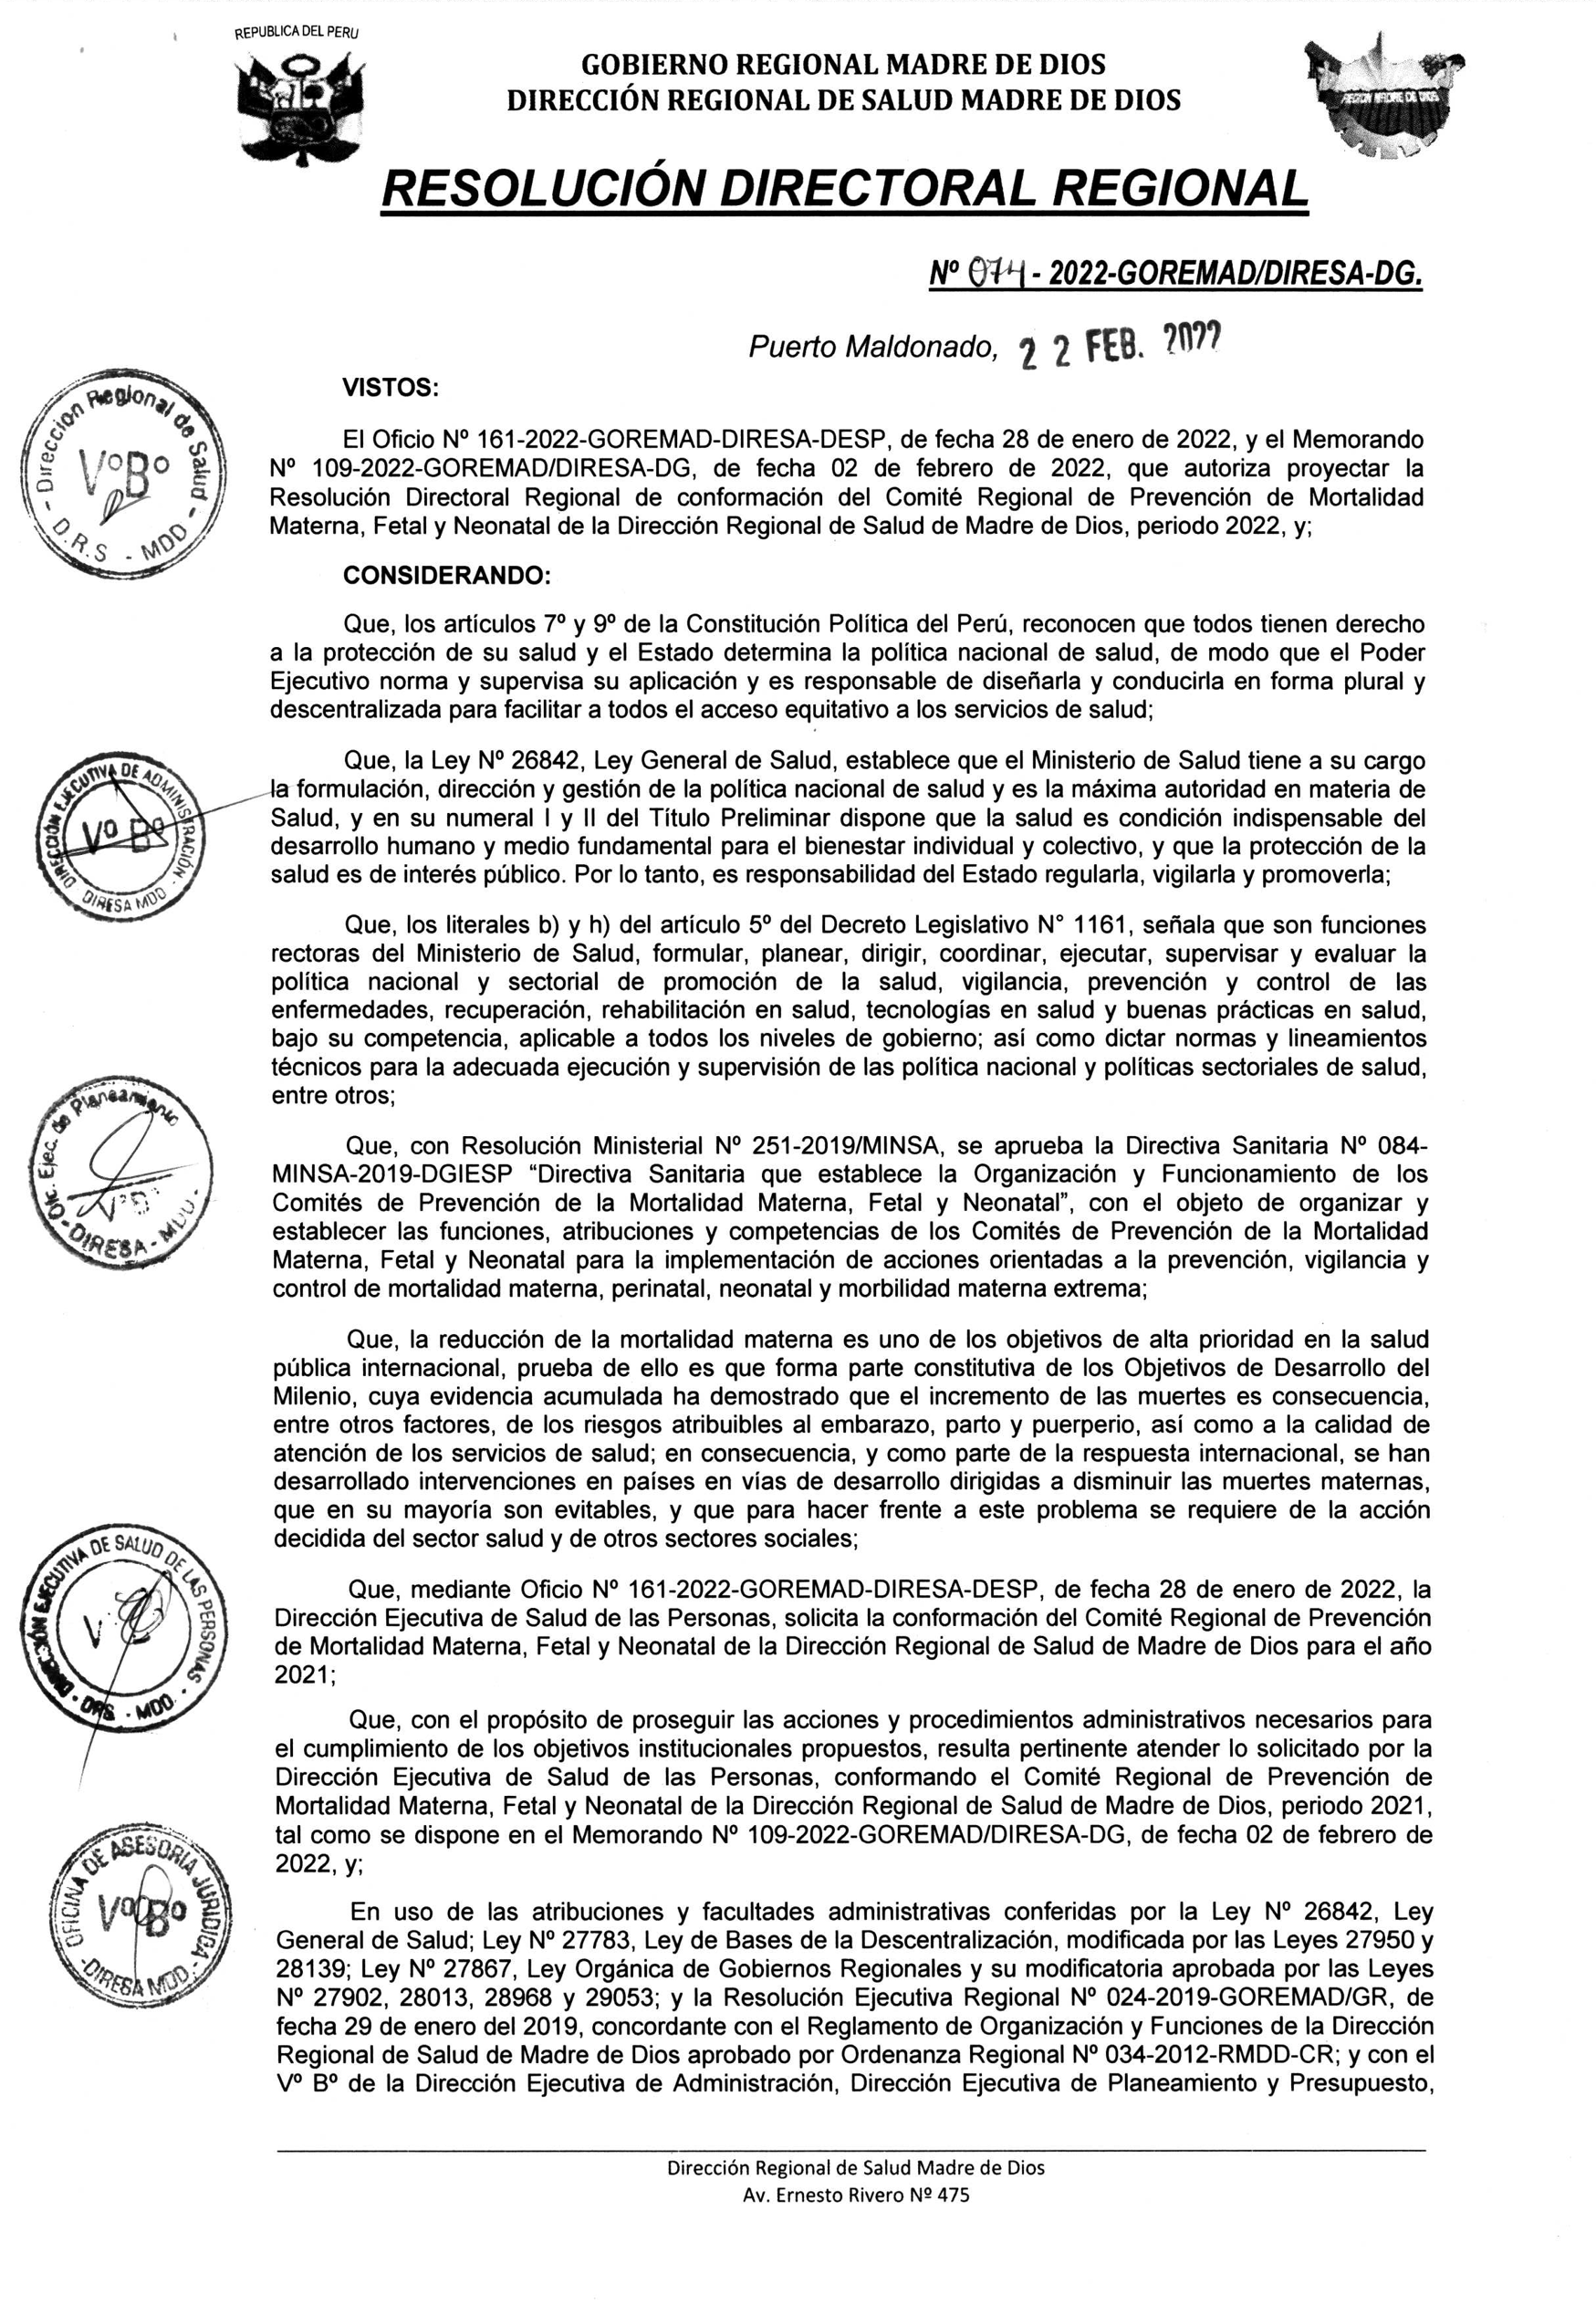 REPUBLICA DEL PERU
GOBIERNO REGIONAL MADRE DE DIOS
DIRECCIÓN REGIONAL DE SALUD MADRE DE DIOS
REGION MADRE DE DIOS
RESOLUCIÓN DIRECTORAL REGIONAL
Nº 074 - 2022-GOREMAD/DIRESA-DG.
Puerto Maldonado, 22 FEB. 2022
VISTOS:
El Oficio Nº 161-2022-GOREMAD-DIRESA-DESP, de fecha 28 de enero de 2022, y el Memorando
Nº 109-2022-GOREMAD/DIRESA-DG, de fecha 02 de febrero de 2022, que autoriza proyectar la
Resolución Directoral Regional de conformación del Comité Regional de Prevención de Mortalidad
Materna, Fetal y Neonatal de la Dirección Regional de Salud de Madre de Dios, periodo 2022, y;
Dirección Regional de Salud
VºBº
- D.R.S - MDD -
CONSIDERANDO:
Que, los artículos 7º y 9º de la Constitución Política del Perú, reconocen que todos tienen derecho
a la protección de su salud y el Estado determina la política nacional de salud, de modo que el Poder
Ejecutivo norma y supervisa su aplicación y es responsable de diseñarla y conducirla en forma plural y
descentralizada para facilitar a todos el acceso equitativo a los servicios de salud;
Que, la Ley Nº 26842, Ley General de Salud, establece que el Ministerio de Salud tiene a su cargo
la formulación, dirección y gestión de la política nacional de salud y es la máxima autoridad en materia de
Salud, y en su numeral I y II del Título Preliminar dispone que la salud es condición indispensable del
desarrollo humano y medio fundamental para el bienestar individual y colectivo, y que la protección de la
salud es de interés público. Por lo tanto, es responsabilidad del Estado regularla, vigilarla y promoverla;
DIRECCIÓN EJECUTIVA DE ADMINISTRACIÓN
Vº Bº
DIRESA MDD
Que, los literales b) y h) del artículo 5º del Decreto Legislativo N° 1161, señala que son funciones
rectoras del Ministerio de Salud, formular, planear, dirigir, coordinar, ejecutar, supervisar y evaluar la
política nacional y sectorial de promoción de la salud, vigilancia, prevención y control de las
enfermedades, recuperación, rehabilitación en salud, tecnologías en salud y buenas prácticas en salud,
bajo su competencia, aplicable a todos los niveles de gobierno; así como dictar normas y lineamientos
técnicos para la adecuada ejecución y supervisión de las política nacional y políticas sectoriales de salud,
entre otros;
Ofic. Ejec. de Planeamiento
VºBº
- DIRESA - MDD -
Que, con Resolución Ministerial Nº 251-2019/MINSA, se aprueba la Directiva Sanitaria Nº 084-
MINSA-2019-DGIESP “Directiva Sanitaria que establece la Organización y Funcionamiento de los
Comités de Prevención de la Mortalidad Materna, Fetal y Neonatal”, con el objeto de organizar y
establecer las funciones, atribuciones y competencias de los Comités de Prevención de la Mortalidad
Materna, Fetal y Neonatal para la implementación de acciones orientadas a la prevención, vigilancia y
control de mortalidad materna, perinatal, neonatal y morbilidad materna extrema;
Que, la reducción de la mortalidad materna es uno de los objetivos de alta prioridad en la salud
pública internacional, prueba de ello es que forma parte constitutiva de los Objetivos de Desarrollo del
Milenio, cuya evidencia acumulada ha demostrado que el incremento de las muertes es consecuencia,
entre otros factores, de los riesgos atribuibles al embarazo, parto y puerperio, así como a la calidad de
atención de los servicios de salud; en consecuencia, y como parte de la respuesta internacional, se han
desarrollado intervenciones en países en vías de desarrollo dirigidas a disminuir las muertes maternas,
que en su mayoría son evitables, y que para hacer frente a este problema se requiere de la acción
decidida del sector salud y de otros sectores sociales;
DIRECCIÓN EJECUTIVA DE SALUD DE LAS PERSONAS
- DRS - MDD -
Que, mediante Oficio Nº 161-2022-GOREMAD-DIRESA-DESP, de fecha 28 de enero de 2022, la
Dirección Ejecutiva de Salud de las Personas, solicita la conformación del Comité Regional de Prevención
de Mortalidad Materna, Fetal y Neonatal de la Dirección Regional de Salud de Madre de Dios para el año
2021;
Que, con el propósito de proseguir las acciones y procedimientos administrativos necesarios para
el cumplimiento de los objetivos institucionales propuestos, resulta pertinente atender lo solicitado por la
Dirección Ejecutiva de Salud de las Personas, conformando el Comité Regional de Prevención de
Mortalidad Materna, Fetal y Neonatal de la Dirección Regional de Salud de Madre de Dios, periodo 2021,
tal como se dispone en el Memorando Nº 109-2022-GOREMAD/DIRESA-DG, de fecha 02 de febrero de
2022, y;
OFICINA DE ASESORIA JURIDICA
Vº Bº
-DIRESA MDD-
En uso de las atribuciones y facultades administrativas conferidas por la Ley Nº 26842, Ley
General de Salud; Ley Nº 27783, Ley de Bases de la Descentralización, modificada por las Leyes 27950 y
28139; Ley Nº 27867, Ley Orgánica de Gobiernos Regionales y su modificatoria aprobada por las Leyes
Nº 27902, 28013, 28968 y 29053; y la Resolución Ejecutiva Regional Nº 024-2019-GOREMAD/GR, de
fecha 29 de enero del 2019, concordante con el Reglamento de Organización y Funciones de la Dirección
Regional de Salud de Madre de Dios aprobado por Ordenanza Regional Nº 034-2012-RMDD-CR; y con el
Vº Bº de la Dirección Ejecutiva de Administración, Dirección Ejecutiva de Planeamiento y Presupuesto,
Dirección Regional de Salud Madre de Dios
Av. Ernesto Rivero Nº 475